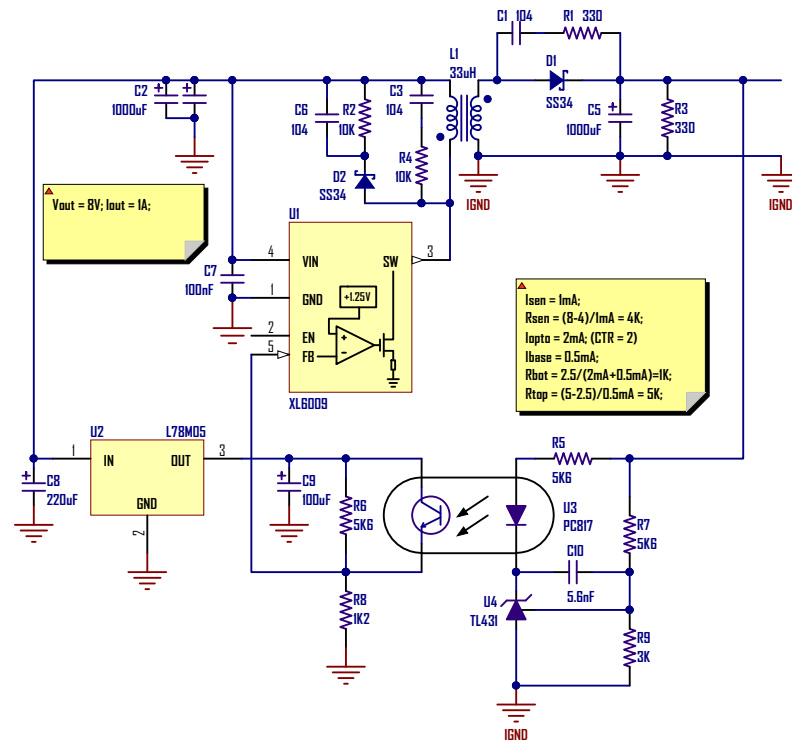 C1 104
R1 330
L1
33uH
D1
SS34
C2
1000uF
C6
104
R2
10K
C3
104
R4
10K
C5
1000uF
R3
330
D2
SS34
IGND
IGND
Vout = 8V; Iout = 1A;
U1
4 VIN
SW 3
C7
100nF
1 GND
+1.25V
2 EN
5 FB
XL6009
Isen = 1mA;
Rsen = (8-4)/1mA = 4K;
Iopto = 2mA; (CTR = 2)
Ibase = 0.5mA;
Rbot = 2.5/(2mA+0.5mA)=1K;
Rtop = (5-2.5)/0.5mA = 5K;
U2 L78M05
1 IN OUT 3
GND
2
C8
220uF
C9
100uF
R6
5K6
R5
5K6
U3
PC817
R7
5K6
C10
5.6nF
R8
1K2
U4
TL431
R9
3K
IGND